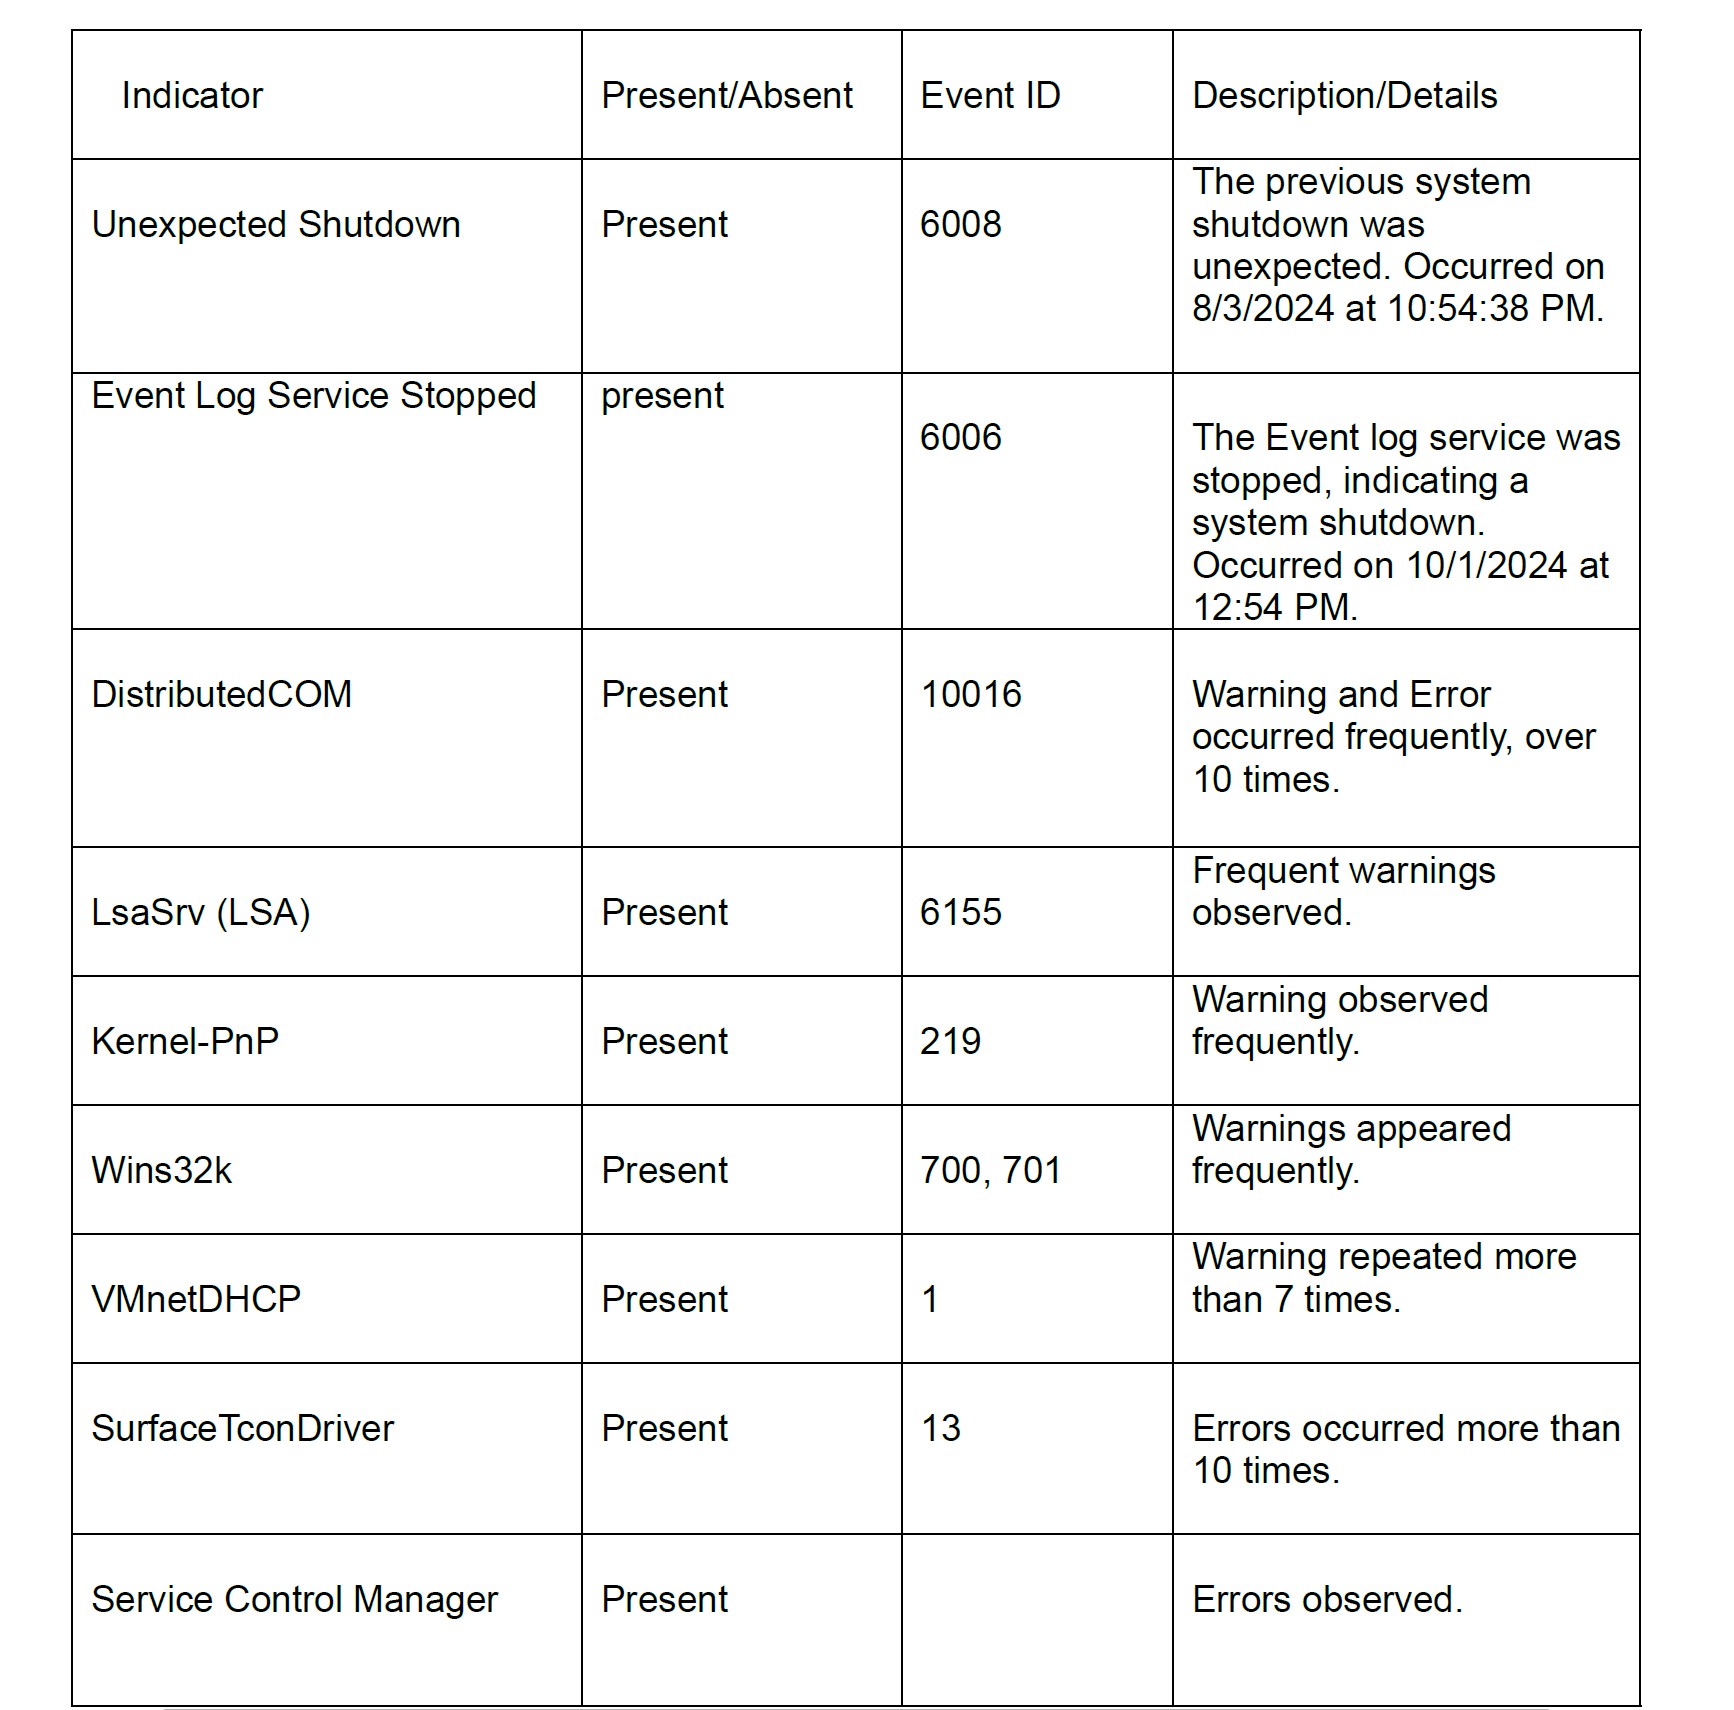 Indicator
Present/Absent
Event ID
Description/Details
Unexpected Shutdown
Present
6008
The previous system
shutdown was
unexpected. Occurred on
8/3/2024 at 10:54:38 PM.
Event Log Service Stopped
present
6006
The Event log service was
stopped, indicating a
system shutdown.
Occurred on 10/1/2024 at
12:54 PM.
DistributedCOM
Present
10016
Warning and Error
occurred frequently, over
10 times.
LsaSrv (LSA)
Present
6155
Frequent warnings
observed.
Kernel-PnP
Present
219
Warning observed
frequently.
Wins32k
Present
700, 701
Warnings appeared
frequently.
VMnetDHCP
Present
1
Warning repeated more
than 7 times.
SurfaceTconDriver
Present
13
Errors occurred more than
10 times.
Service Control Manager
Present
Errors observed.